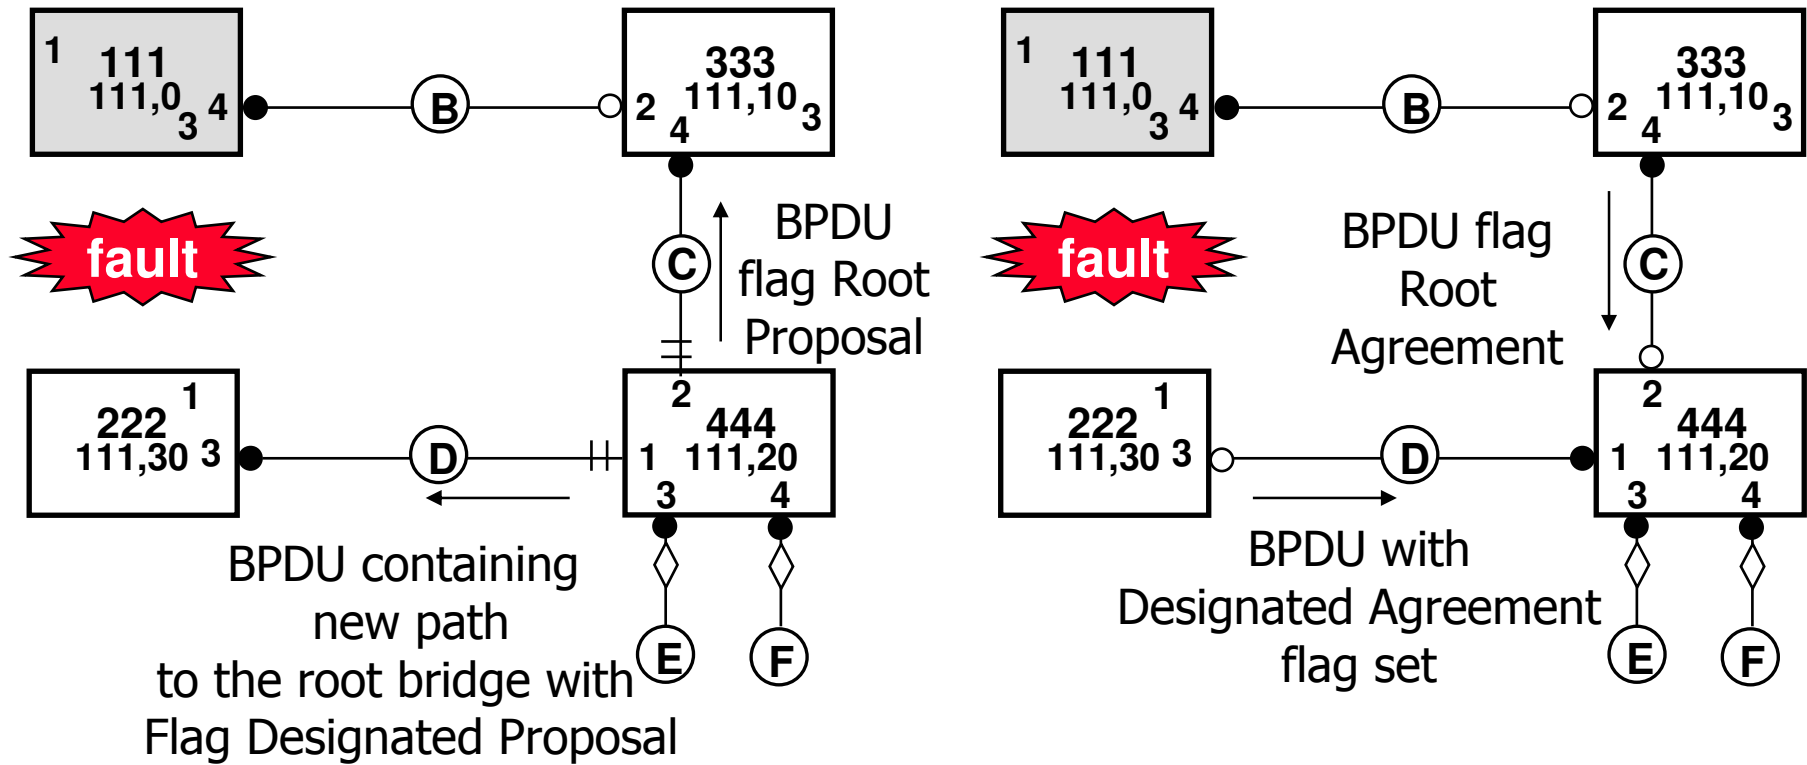 1 111
111,0
3 4
B
333
2 111,10 3
4
fault
C
BPDU
flag Root
Proposal
1
222
111,30 3
D
2
444
1 111,20
3 4
BPDU containing
new path
to the root bridge with
Flag Designated Proposal
E
F
1 111
111,0
3 4
B
333
2 111,10 3
4
fault
BPDU flag
Root
Agreement
C
1
222
111,30 3
D
2
444
1 111,20
3 4
BPDU with
Designated Agreement
flag set
E
F